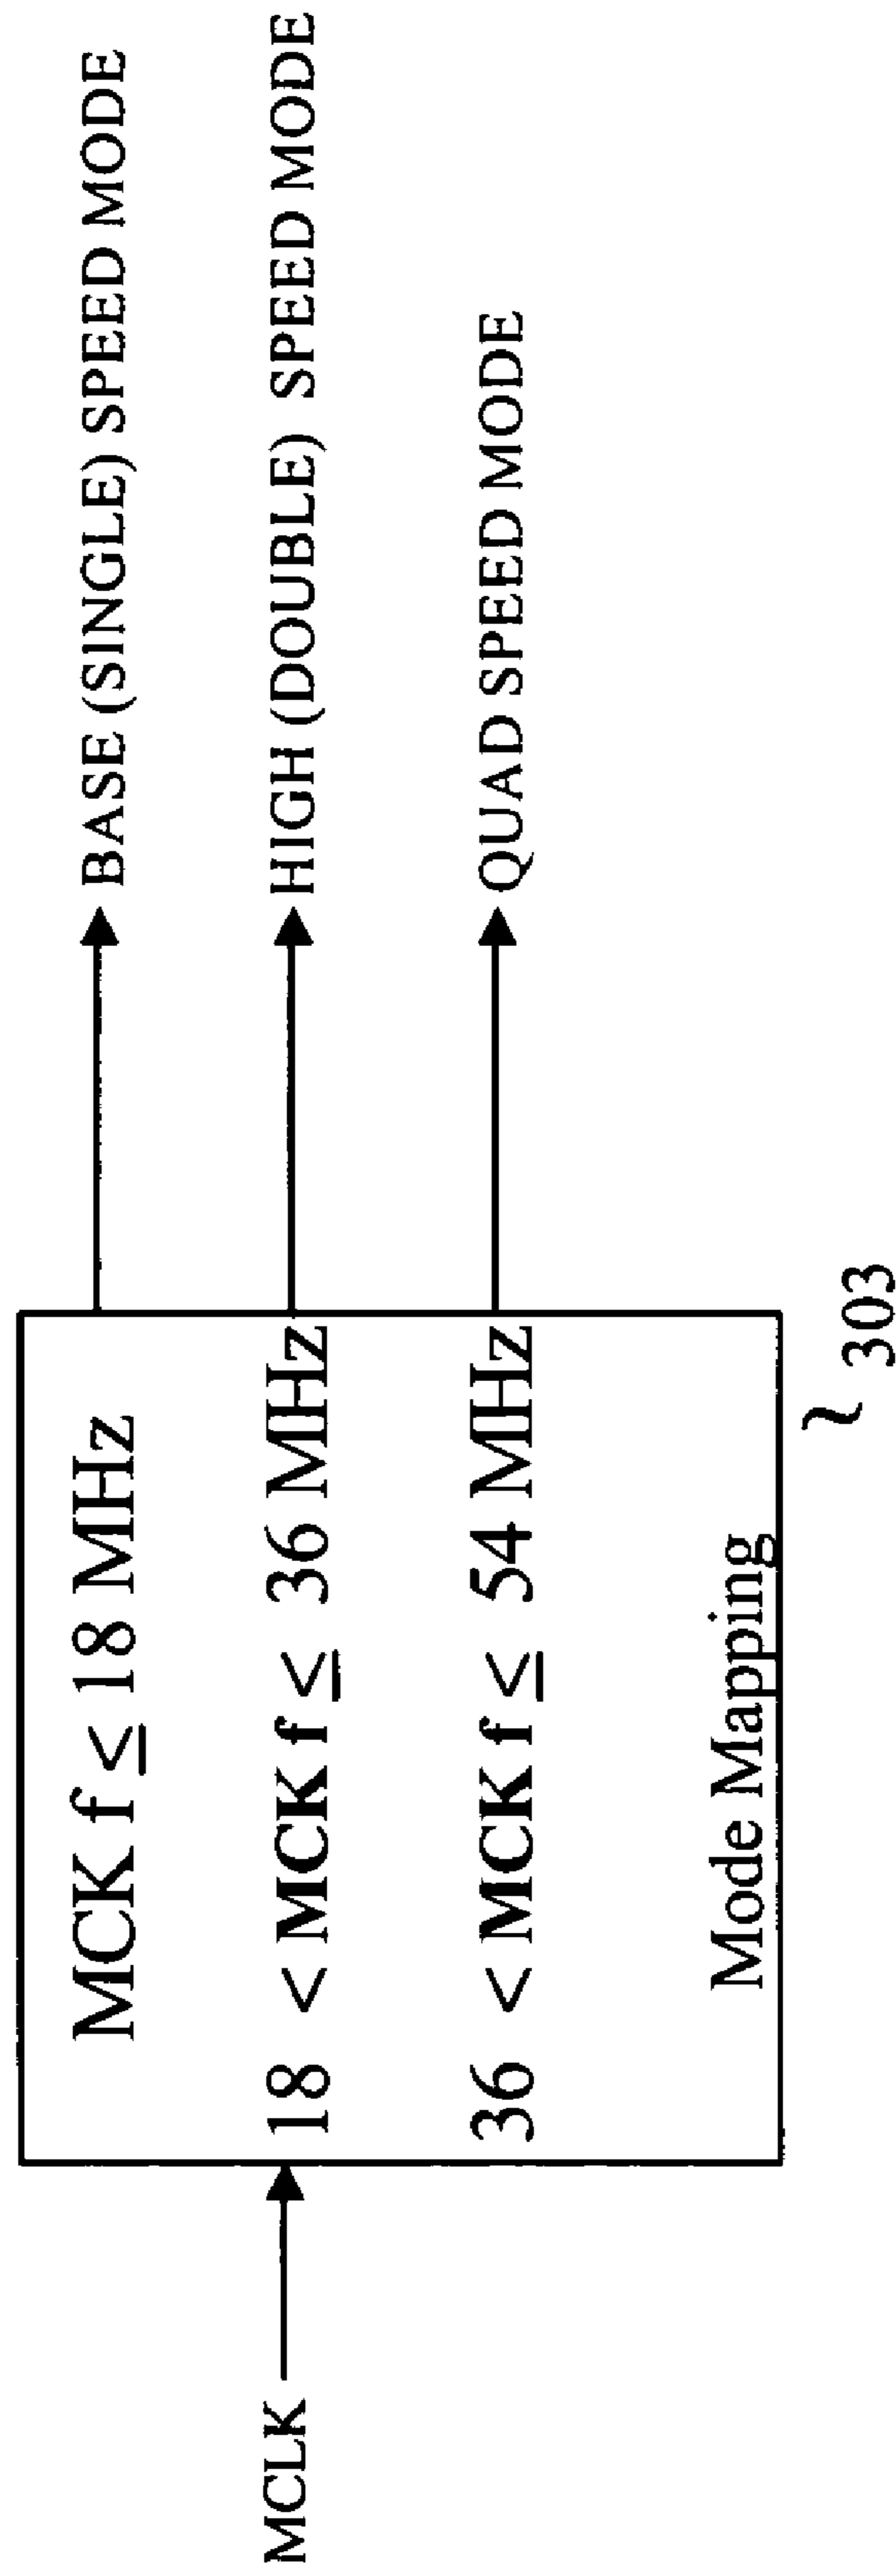 MCLK
MCK f ≤ 18 MHz
BASE (SINGLE) SPEED MODE
18 < MCK f ≤ 36 MHz
HIGH (DOUBLE) SPEED MODE
36 < MCK f ≤ 54 MHz
QUAD SPEED MODE
Mode Mapping
303